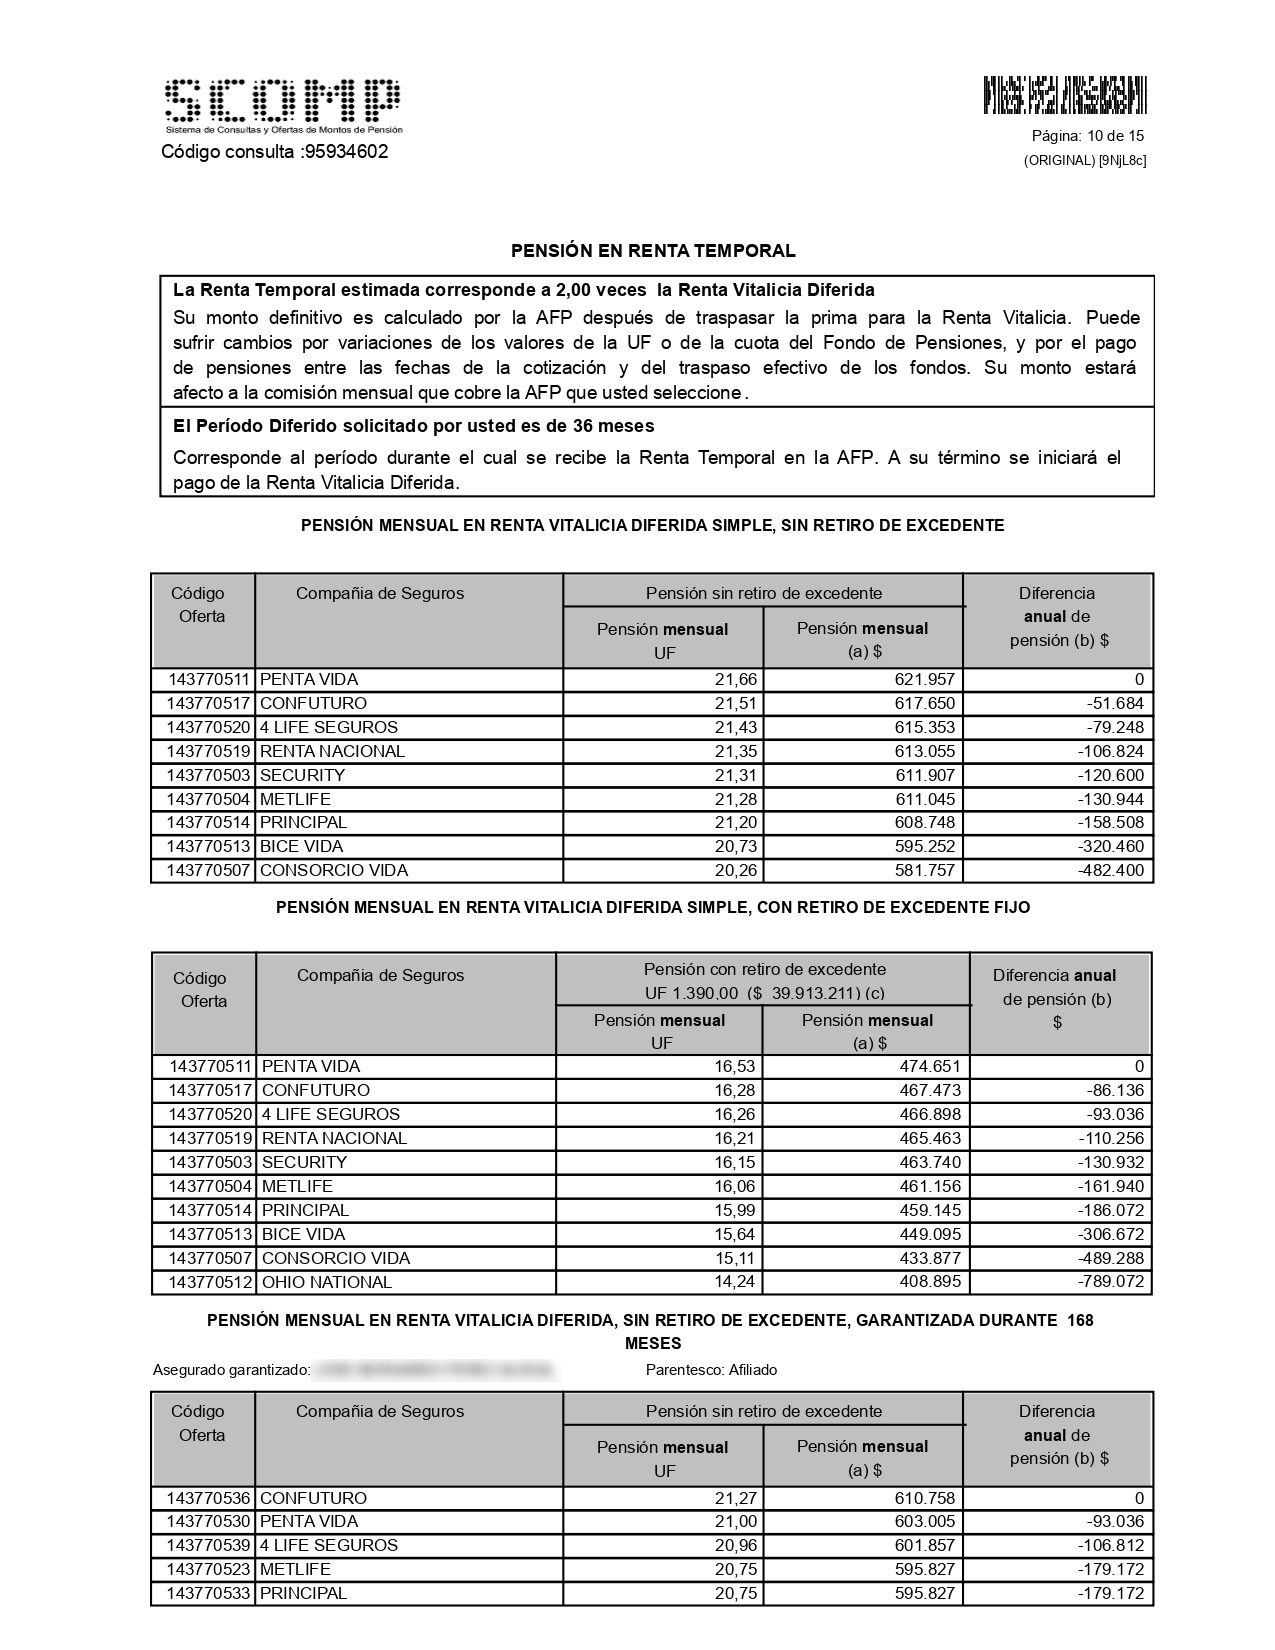 SCOMP
Sistema de Consultas y Ofertas de Montos de Pensión
Código consulta :95934602
Página: 10 de 15
(ORIGINAL) [9NjL8c]
PENSIÓN EN RENTA TEMPORAL
La Renta Temporal estimada corresponde a 2,00 veces la Renta Vitalicia Diferida
Su monto definitivo es calculado por la AFP después de traspasar la prima para la Renta Vitalicia. Puede
sufrir cambios por variaciones de los valores de la UF o de la cuota del Fondo de Pensiones, y por el pago
de pensiones entre las fechas de la cotización y del traspaso efectivo de los fondos. Su monto estará
afecto a la comisión mensual que cobre la AFP que usted seleccione.
El Período Diferido solicitado por usted es de 36 meses
Corresponde al período durante el cual se recibe la Renta Temporal en la AFP. A su término se iniciará el
pago de la Renta Vitalicia Diferida.
PENSIÓN MENSUAL EN RENTA VITALICIA DIFERIDA SIMPLE, SIN RETIRO DE EXCEDENTE
Código Oferta Compañia de Seguros Pensión sin retiro de excedente Diferencia anual de pensión (b) $
Pensión mensual UF Pensión mensual (a) $
143770511 PENTA VIDA 21,66 621.957 0
143770517 CONFUTURO 21,51 617.650 -51.684
143770520 4 LIFE SEGUROS 21,43 615.353 -79.248
143770519 RENTA NACIONAL 21,35 613.055 -106.824
143770503 SECURITY 21,31 611.907 -120.600
143770504 METLIFE 21,28 611.045 -130.944
143770514 PRINCIPAL 21,20 608.748 -158.508
143770513 BICE VIDA 20,73 595.252 -320.460
143770507 CONSORCIO VIDA 20,26 581.757 -482.400
PENSIÓN MENSUAL EN RENTA VITALICIA DIFERIDA SIMPLE, CON RETIRO DE EXCEDENTE FIJO
Código Oferta Compañia de Seguros Pensión con retiro de excedente UF 1.390,00 ($ 39.913.211) (c) Diferencia anual de pensión (b) $
Pensión mensual UF Pensión mensual (a) $
143770511 PENTA VIDA 16,53 474.651 0
143770517 CONFUTURO 16,28 467.473 -86.136
143770520 4 LIFE SEGUROS 16,26 466.898 -93.036
143770519 RENTA NACIONAL 16,21 465.463 -110.256
143770503 SECURITY 16,15 463.740 -130.932
143770504 METLIFE 16,06 461.156 -161.940
143770514 PRINCIPAL 15,99 459.145 -186.072
143770513 BICE VIDA 15,64 449.095 -306.672
143770507 CONSORCIO VIDA 15,11 433.877 -489.288
143770512 OHIO NATIONAL 14,24 408.895 -789.072
PENSIÓN MENSUAL EN RENTA VITALICIA DIFERIDA, SIN RETIRO DE EXCEDENTE, GARANTIZADA DURANTE 168
MESES
Asegurado garantizado: Parentesco: Afiliado
Código Oferta Compañia de Seguros Pensión sin retiro de excedente Diferencia anual de pensión (b) $
Pensión mensual UF Pensión mensual (a) $
143770536 CONFUTURO 21,27 610.758 0
143770530 PENTA VIDA 21,00 603.005 -93.036
143770539 4 LIFE SEGUROS 20,96 601.857 -106.812
143770523 METLIFE 20,75 595.827 -179.172
143770533 PRINCIPAL 20,75 595.827 -179.172